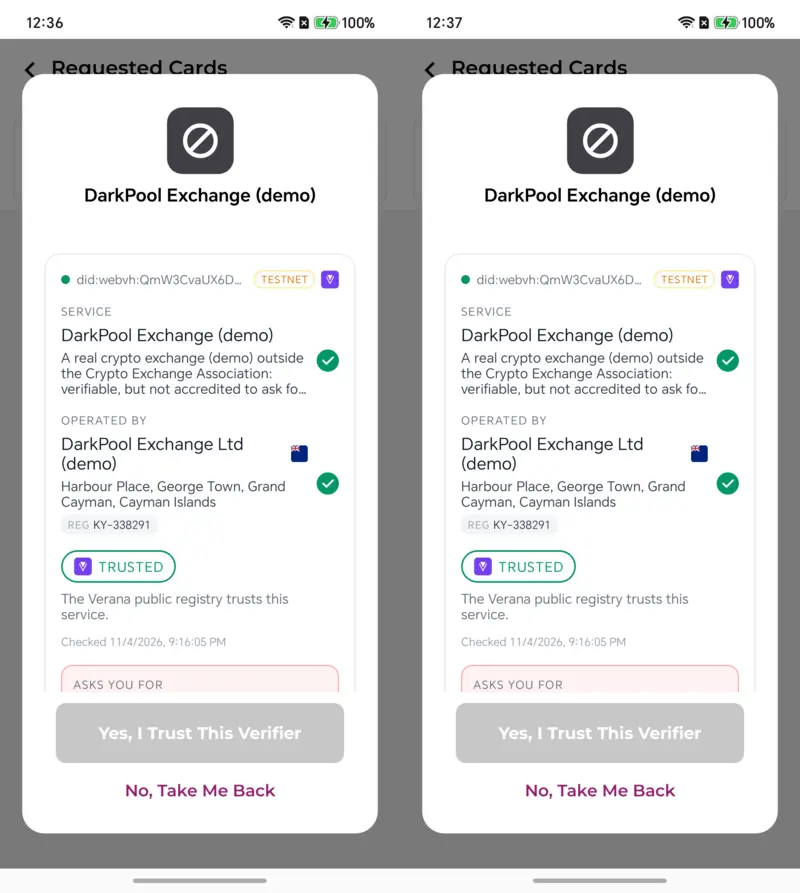 12:36
100%
Requested Cards
DarkPool Exchange (demo)
did:webvh:QmW3CvaUX6D...
TESTNET
SERVICE
DarkPool Exchange (demo)
A real crypto exchange (demo) outside
the Crypto Exchange Association:
verifiable, but not accredited to ask fo...
OPERATED BY
DarkPool Exchange Ltd
(demo)
Harbour Place, George Town, Grand
Cayman, Cayman Islands
REG KY-338291
TRUSTED
The Verana public registry trusts this
service.
Checked 11/4/2026, 9:16:05 PM
ASKS YOU FOR
Yes, I Trust This Verifier
No, Take Me Back
12:37
100%
Requested Cards
DarkPool Exchange (demo)
did:webvh:QmW3CvaUX6D...
TESTNET
SERVICE
DarkPool Exchange (demo)
A real crypto exchange (demo) outside
the Crypto Exchange Association:
verifiable, but not accredited to ask fo...
OPERATED BY
DarkPool Exchange Ltd
(demo)
Harbour Place, George Town, Grand
Cayman, Cayman Islands
REG KY-338291
TRUSTED
The Verana public registry trusts this
service.
Checked 11/4/2026, 9:16:05 PM
ASKS YOU FOR
Yes, I Trust This Verifier
No, Take Me Back